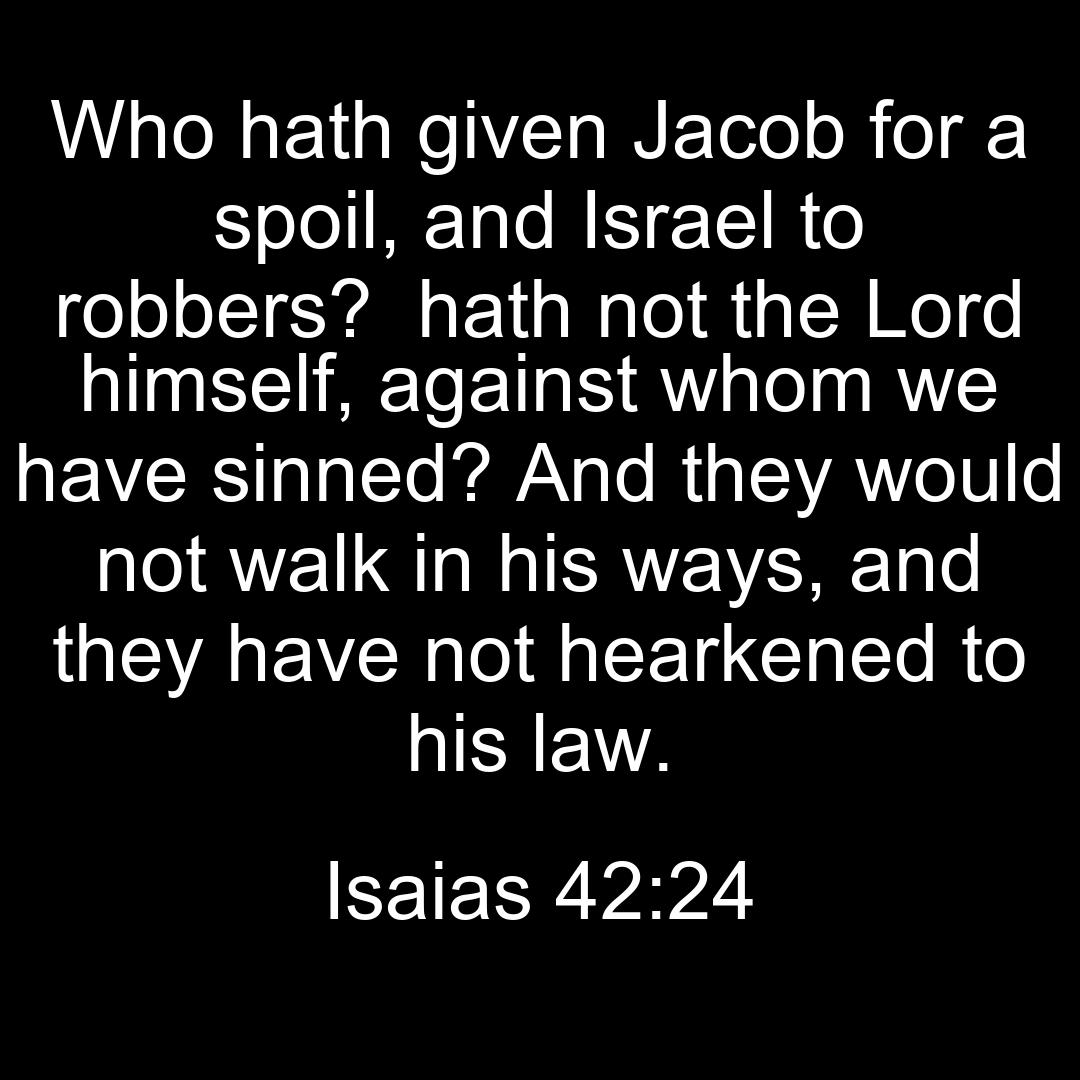 Who hath given Jacob for a
spoil, and Israel to
robbers?  hath not the Lord
himself, against whom we
have sinned? And they would
not walk in his ways, and
they have not hearkened to
his law.
Isaias 42:24